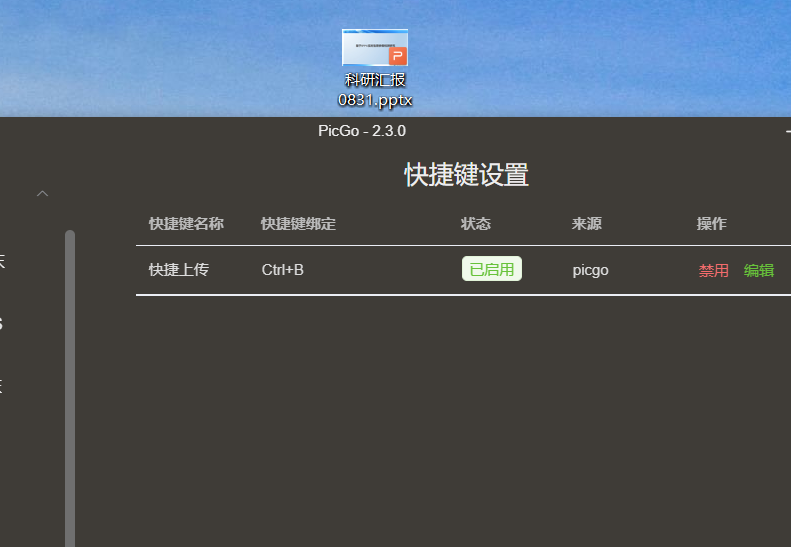 科研汇报
0831.pptx
PicGo - 2.3.0
快捷键设置
快捷键名称 快捷键绑定 状态 来源 操作
快捷上传 Ctrl+B 已启用 picgo 禁用 编辑